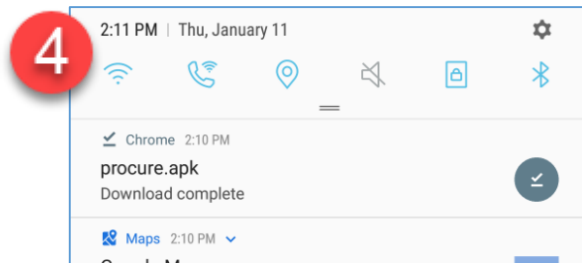 4
2:11 PM | Thu, January 11
Chrome 2:10 PM
procure.apk
Download complete
Maps 2:10 PM